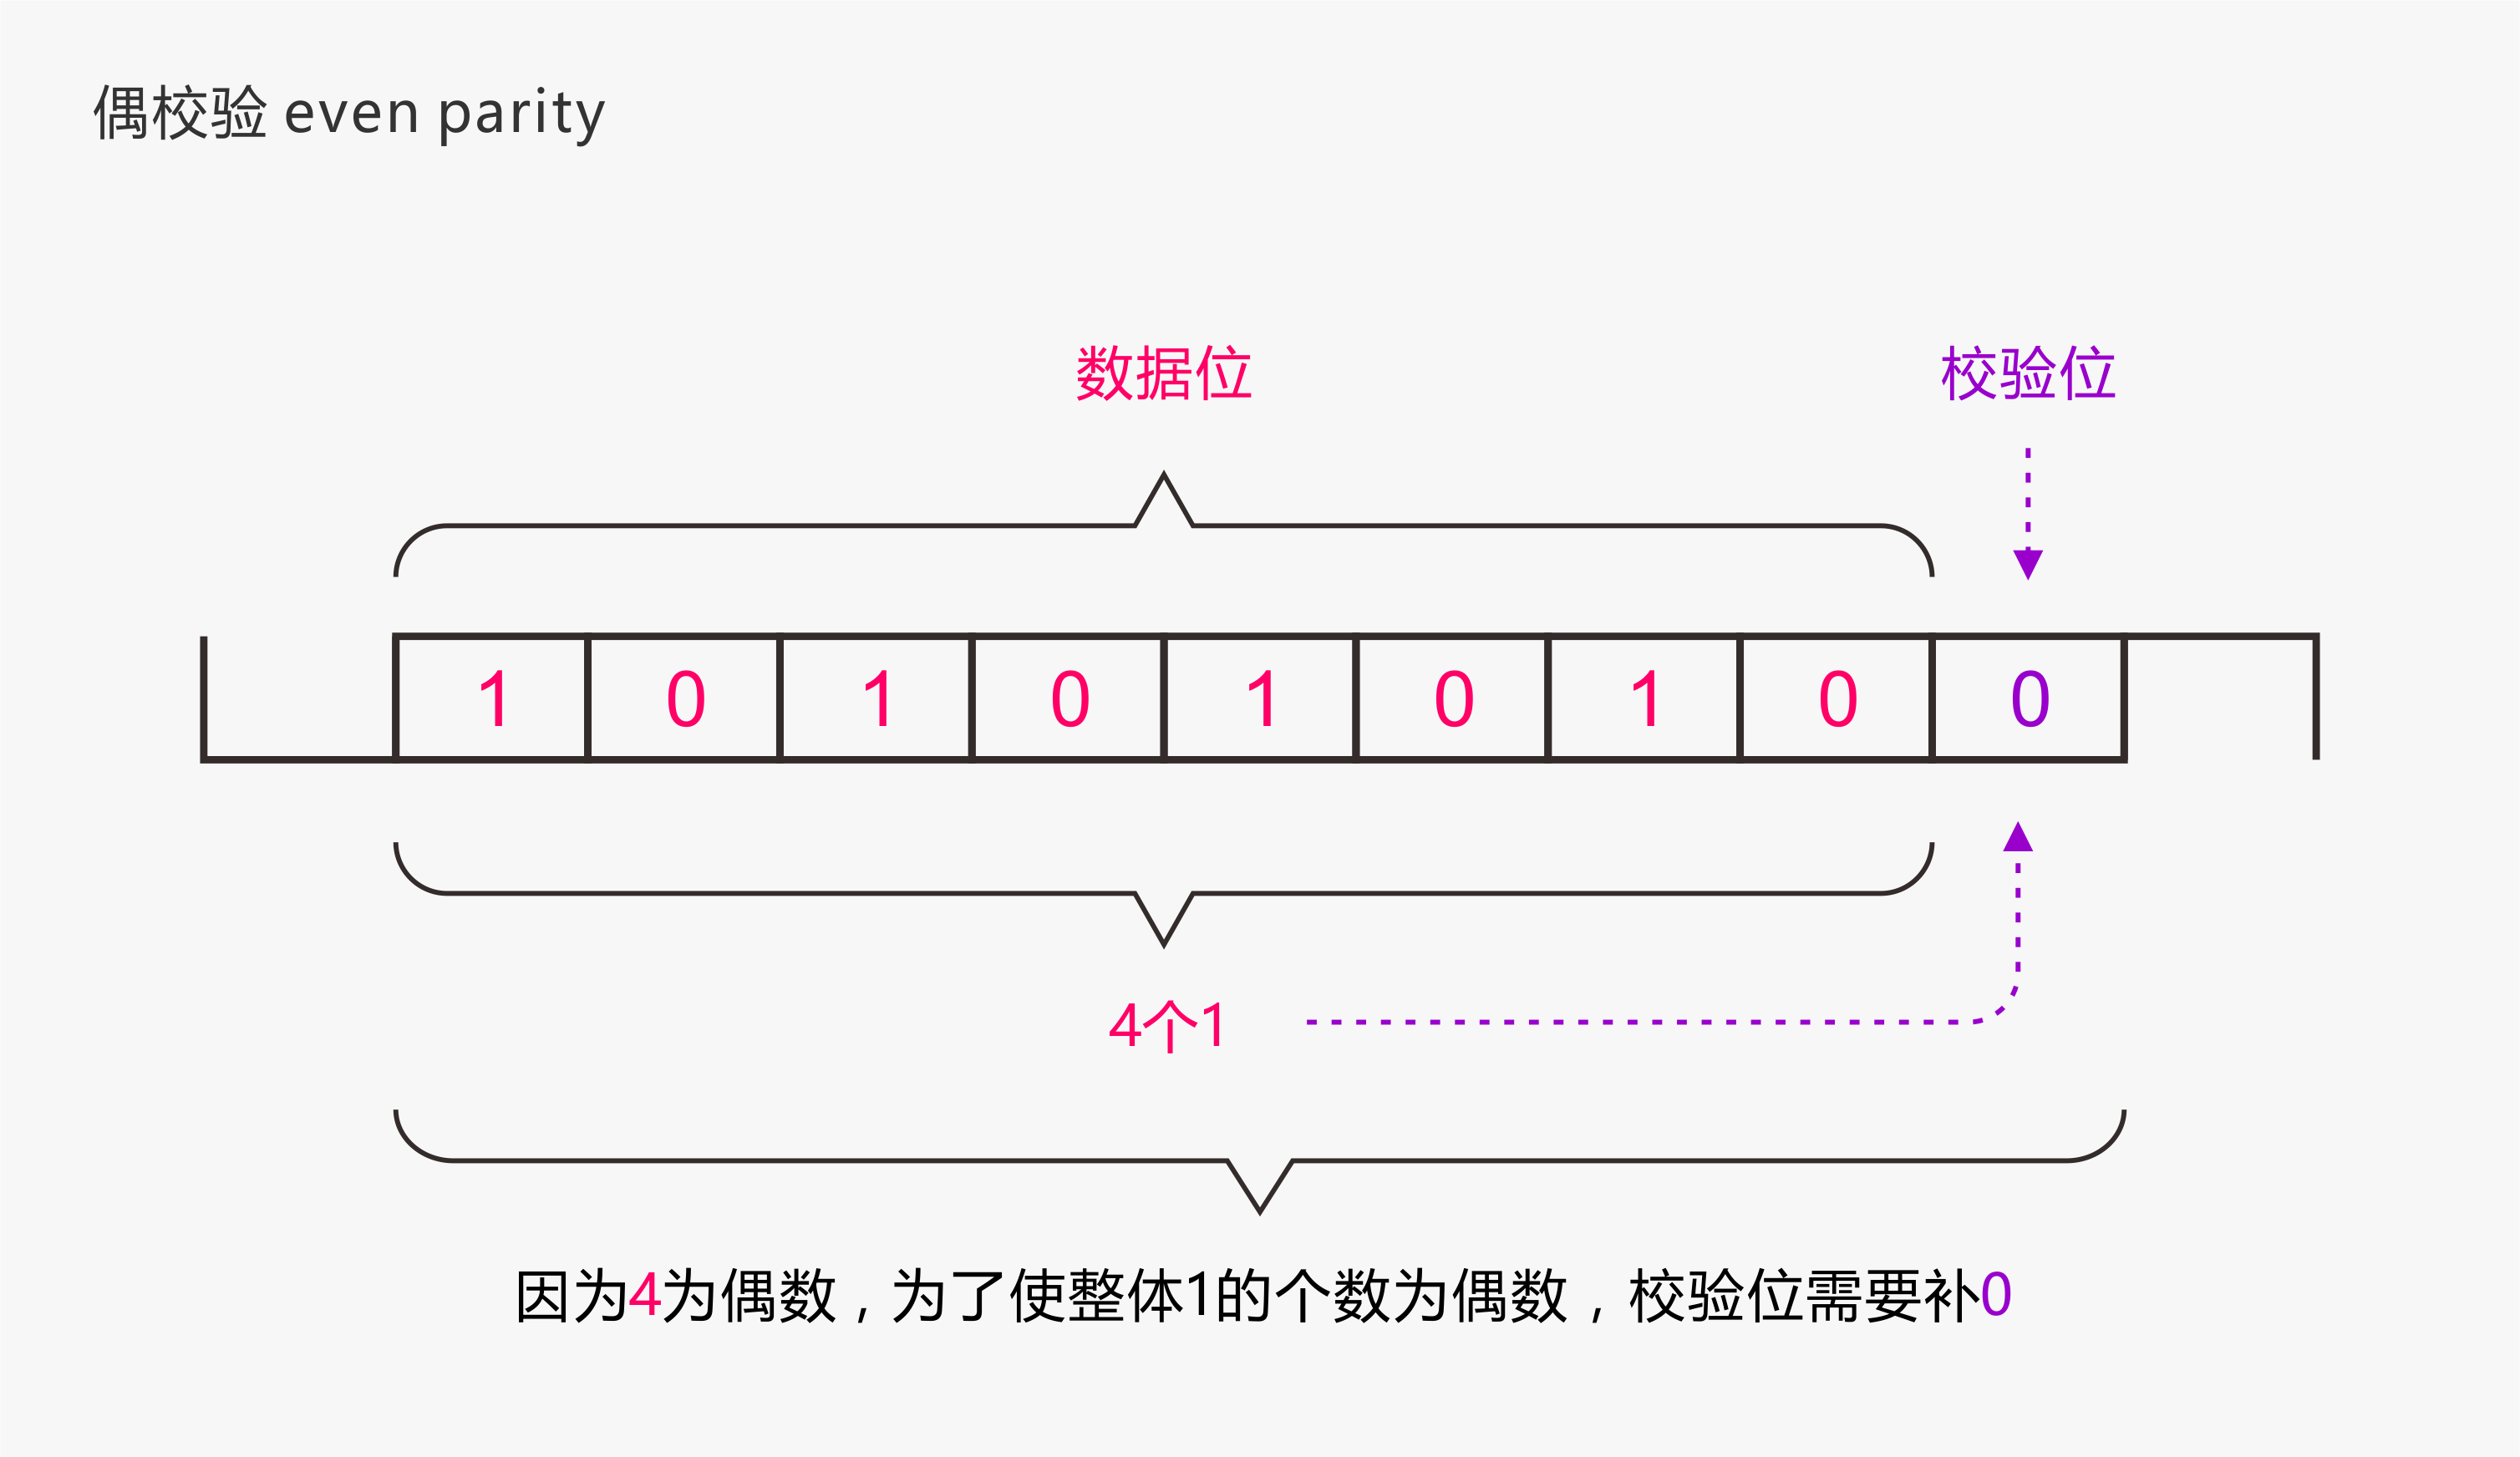 偶校验 even parity
数据位 校验位
1 0 1 0 1 0 1 0 0
4个1
因为4为偶数，为了使整体1的个数为偶数，校验位需要补0